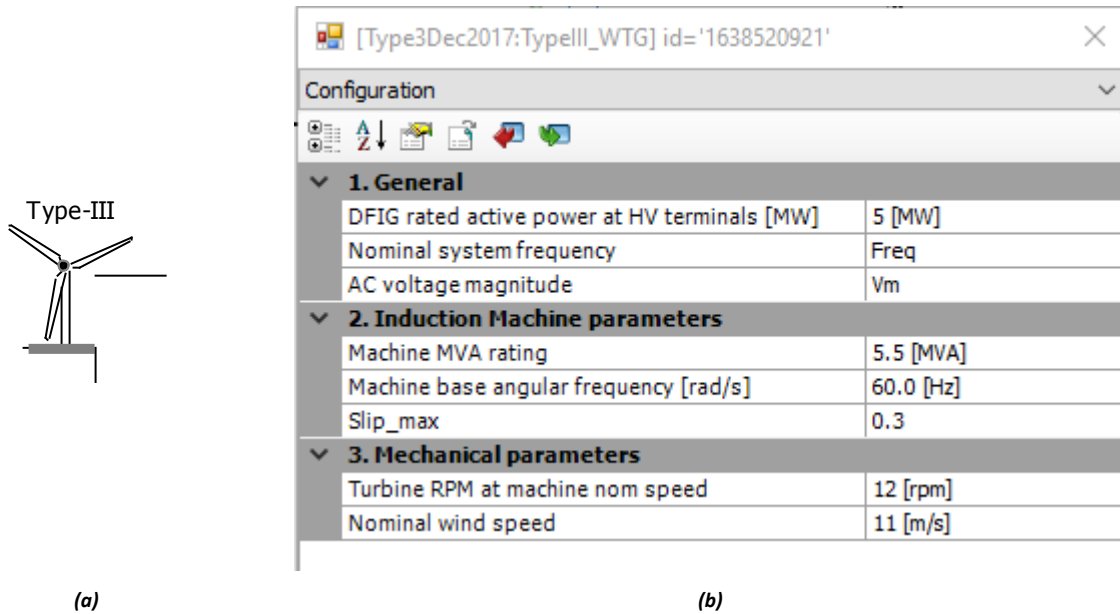 [Type3Dec2017:TypeIII_WTG] id='1638520921'
Configuration
A
Z
1. General
DFIG rated active power at HV terminals [MW] 5 [MW]
Nominal system frequency Freq
AC voltage magnitude Vm
2. Induction Machine parameters
Machine MVA rating 5.5 [MVA]
Machine base angular frequency [rad/s] 60.0 [Hz]
Slip_max 0.3
3. Mechanical parameters
Turbine RPM at machine nom speed 12 [rpm]
Nominal wind speed 11 [m/s]
Type-III
(a) (b)